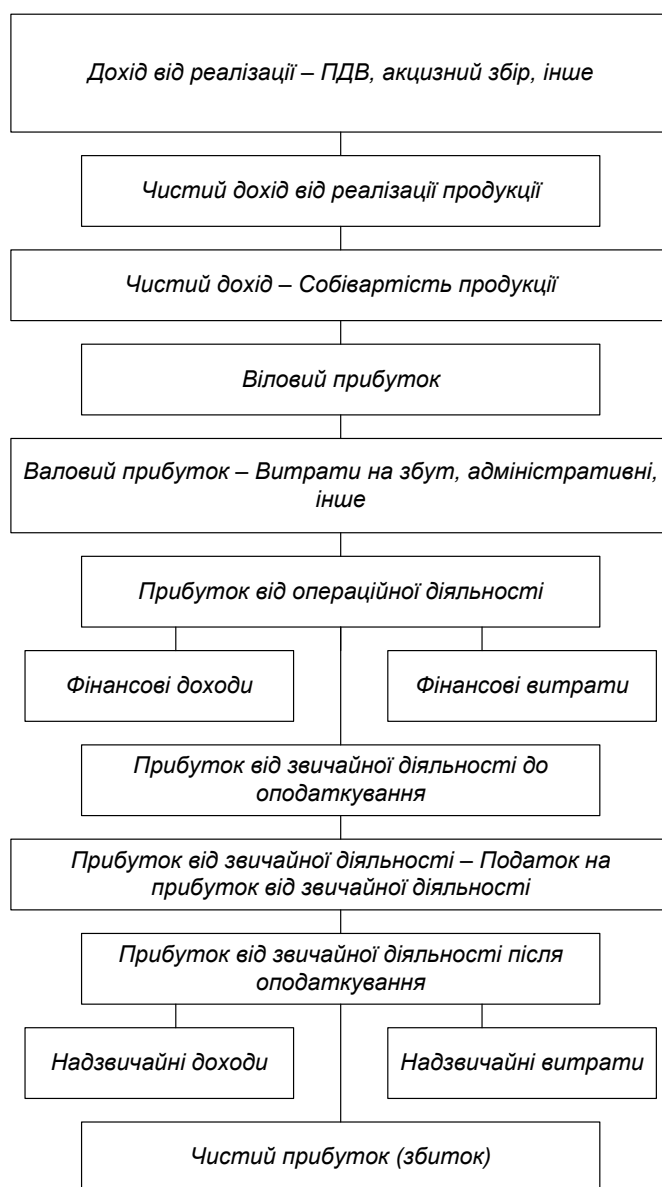 Дохід від реалізації – ПДВ, акцизний збір, інше
Чистий дохід від реалізації продукції
Чистий дохід – Собівартість продукції
Віловий прибуток
Валовий прибуток – Витрати на збут, адміністративні,
інше
Прибуток від операційної діяльності
Фінансові доходи
Фінансові витрати
Прибуток від звичайної діяльності до
оподаткування
Прибуток від звичайної діяльності – Податок на
прибуток від звичайної діяльності
Прибуток від звичайної діяльності після
оподаткування
Надзвичайні доходи
Надзвичайні витрати
Чистий прибуток (збиток)